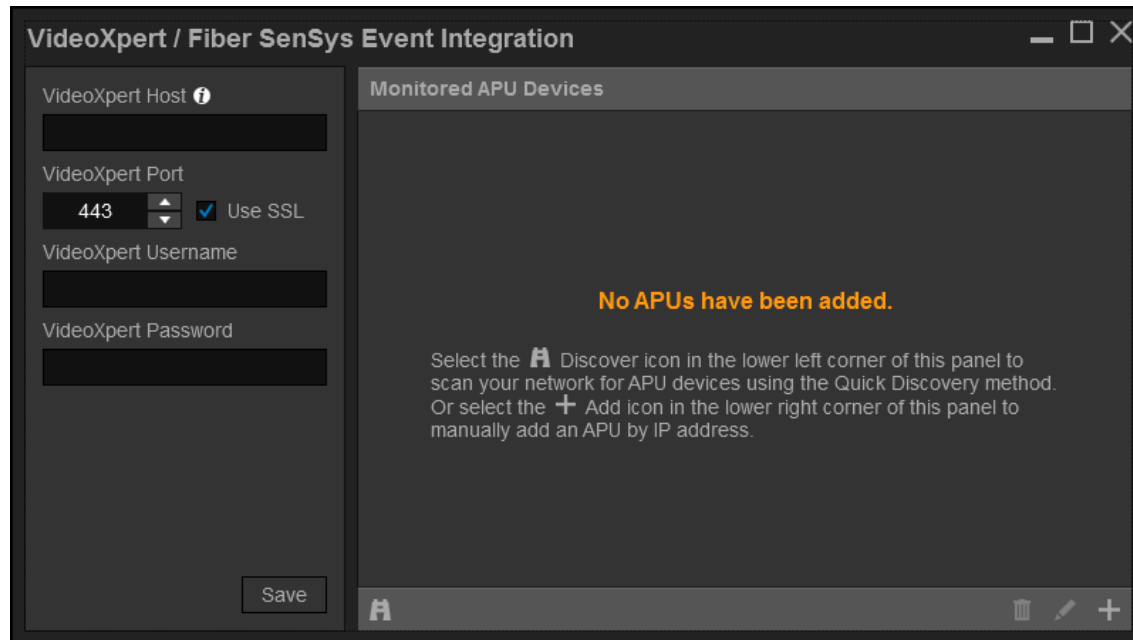 VideoXpert / Fiber SenSys Event Integration
VideoXpert Host
VideoXpert Port
443
Use SSL
VideoXpert Username
VideoXpert Password
Save
Monitored APU Devices
No APUs have been added.
Select the Discover icon in the lower left corner of this panel to
scan your network for APU devices using the Quick Discovery method.
Or select the Add icon in the lower right corner of this panel to
manually add an APU by IP address.